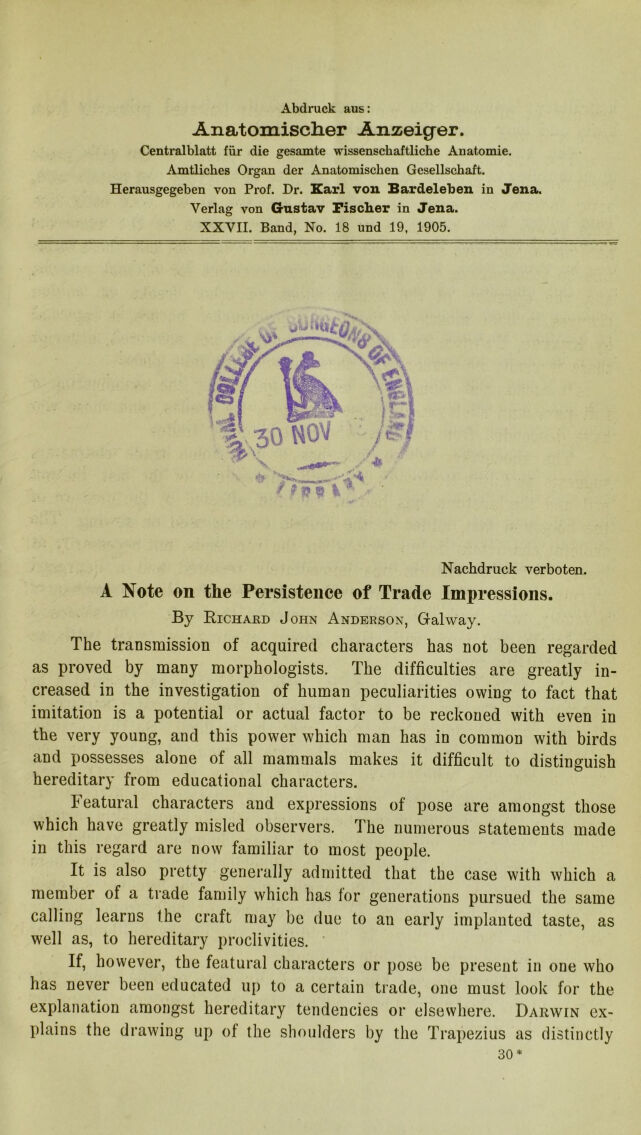 Abdruck aus:
Anatomischer Anzeiger.
Centralblatt für die gesamte wissenschaftliche Anatomie.
Amtliches Organ der Anatomischen Gesellschaft.
Herausgegeben von Prof. Dr. Karl von Bardeleben in Jena.
Verlag von Gustav Fischer in Jena.
XXVII. Band, No. 18 und 19, 1905.
ROYAL COLLEGE OF SURGEONS OF ENGLAND
30 NOV
* LIBRARY *
Nachdruck verboten.
A Note on the Persistence of Trade Impressions.
By Richard John Anderson, Galway.
The transmission of acquired characters has not been regarded
as proved by many morphologists. The difficulties are greatly in-
creased in the investigation of human peculiarities owing to fact that
imitation is a potential or actual factor to be reckoned with even in
the very young, and this power which man has in common with birds
and possesses alone of all mammals makes it difficult to distinguish
hereditary from educational characters.
Featural characters and expressions of pose are amongst those
which have greatly misled observers. The numerous statements made
in this regard are now familiar to most people.
It is also pretty generally admitted that the case with which a
member of a trade family which has for generations pursued the same
calling learns the craft may be due to an early implanted taste, as
well as, to hereditary proclivities.
If, however, the featural characters or pose be present in one who
has never been educated up to a certain trade, one must look for the
explanation amongst hereditary tendencies or elsewhere. Darwin ex-
plains the drawing up of the shoulders by the Trapezius as distinctly
30*